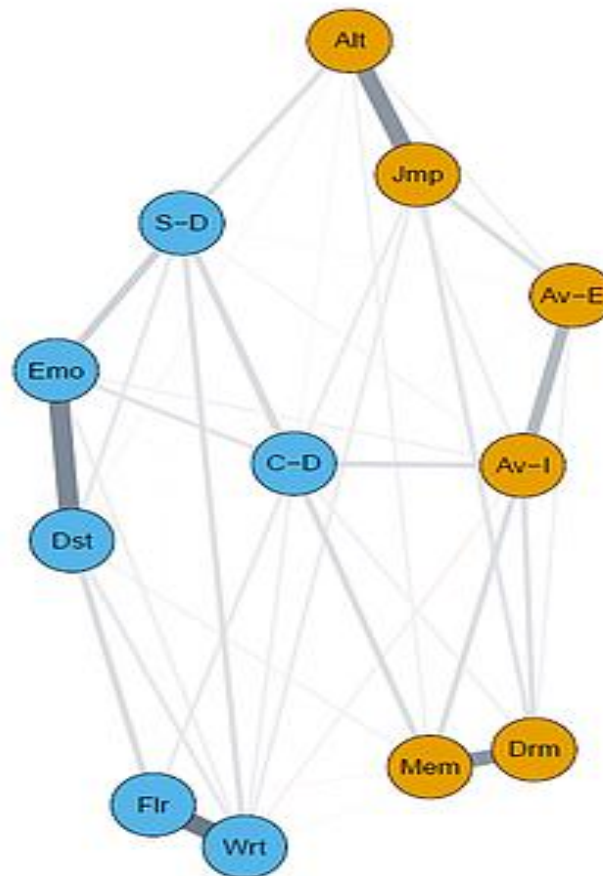 Alt
Jmp
S-D
Av-E
Emo
C-D
Av-I
Dst
Drm
Mem
Flr
Wrt